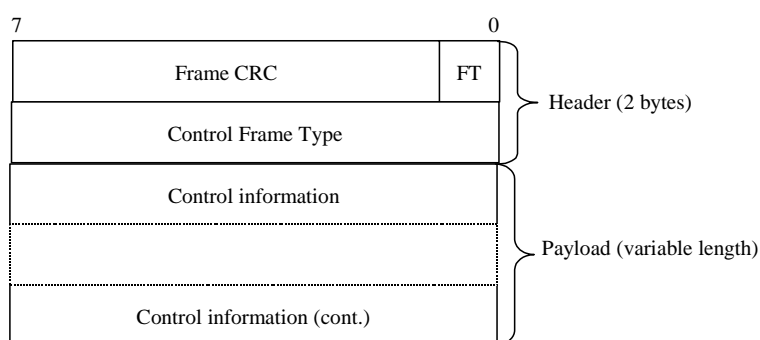 7 0
Frame CRC FT
Header (2 bytes)
Control Frame Type
Control information
Payload (variable length)
Control information (cont.)